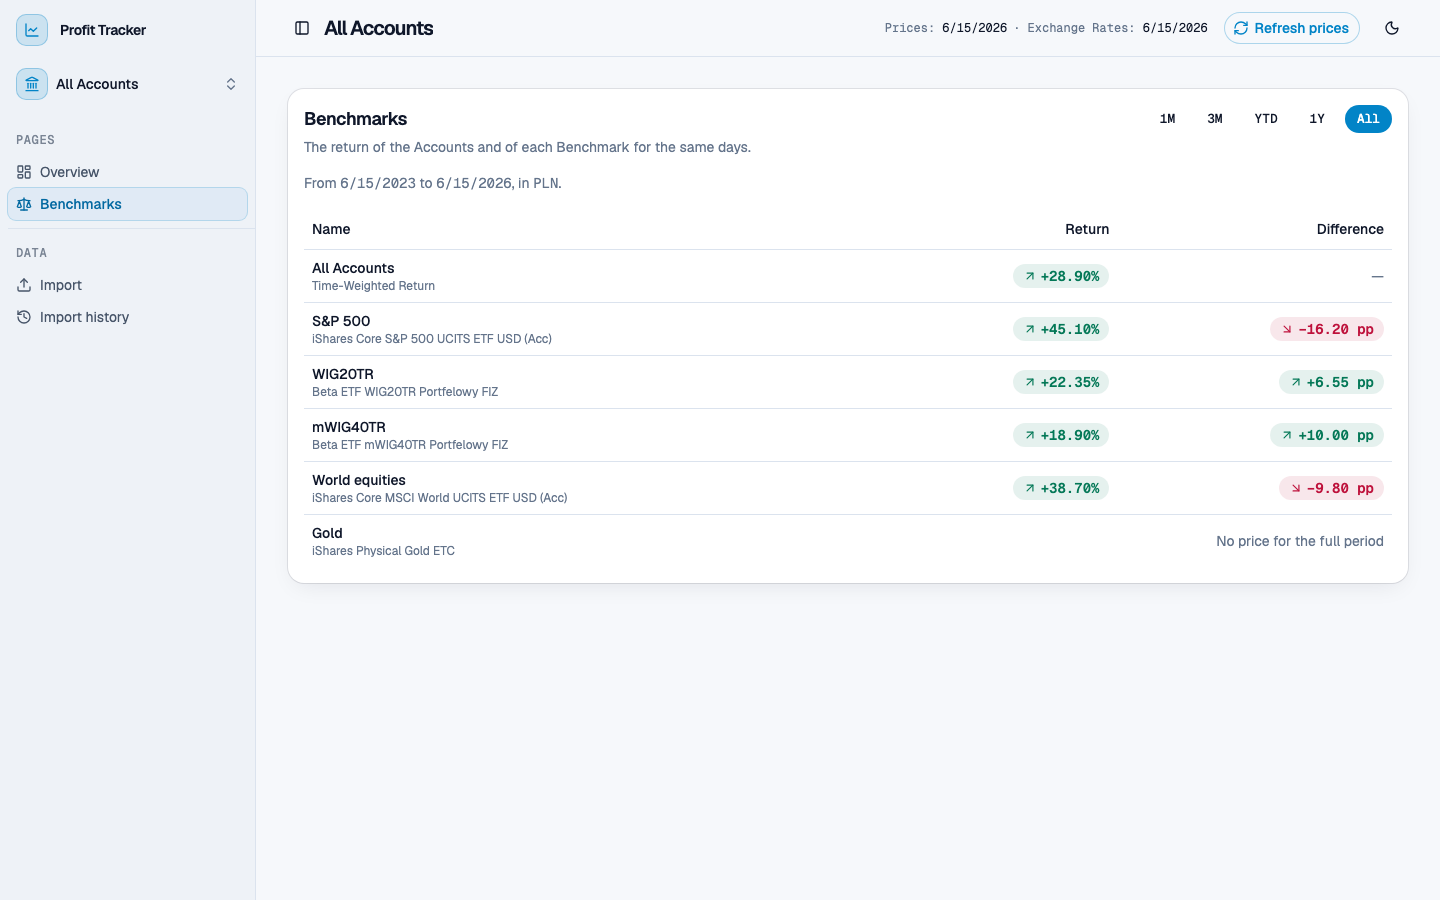 Profit Tracker
All Accounts
PAGES
Overview
Benchmarks
DATA
Import
Import history
All Accounts
Prices: 6/15/2026 · Exchange Rates: 6/15/2026
Refresh prices
Benchmarks
1M 3M YTD 1Y All
The return of the Accounts and of each Benchmark for the same days.
From 6/15/2023 to 6/15/2026, in PLN.
Name Return Difference
All Accounts
Time-Weighted Return
+28.90% —
S&P 500
iShares Core S&P 500 UCITS ETF USD (Acc)
+45.10% −16.20 pp
WIG20TR
Beta ETF WIG20TR Portfelowy FIZ
+22.35% +6.55 pp
mWIG40TR
Beta ETF mWIG40TR Portfelowy FIZ
+18.90% +10.00 pp
World equities
iShares Core MSCI World UCITS ETF USD (Acc)
+38.70% −9.80 pp
Gold
iShares Physical Gold ETC
No price for the full period